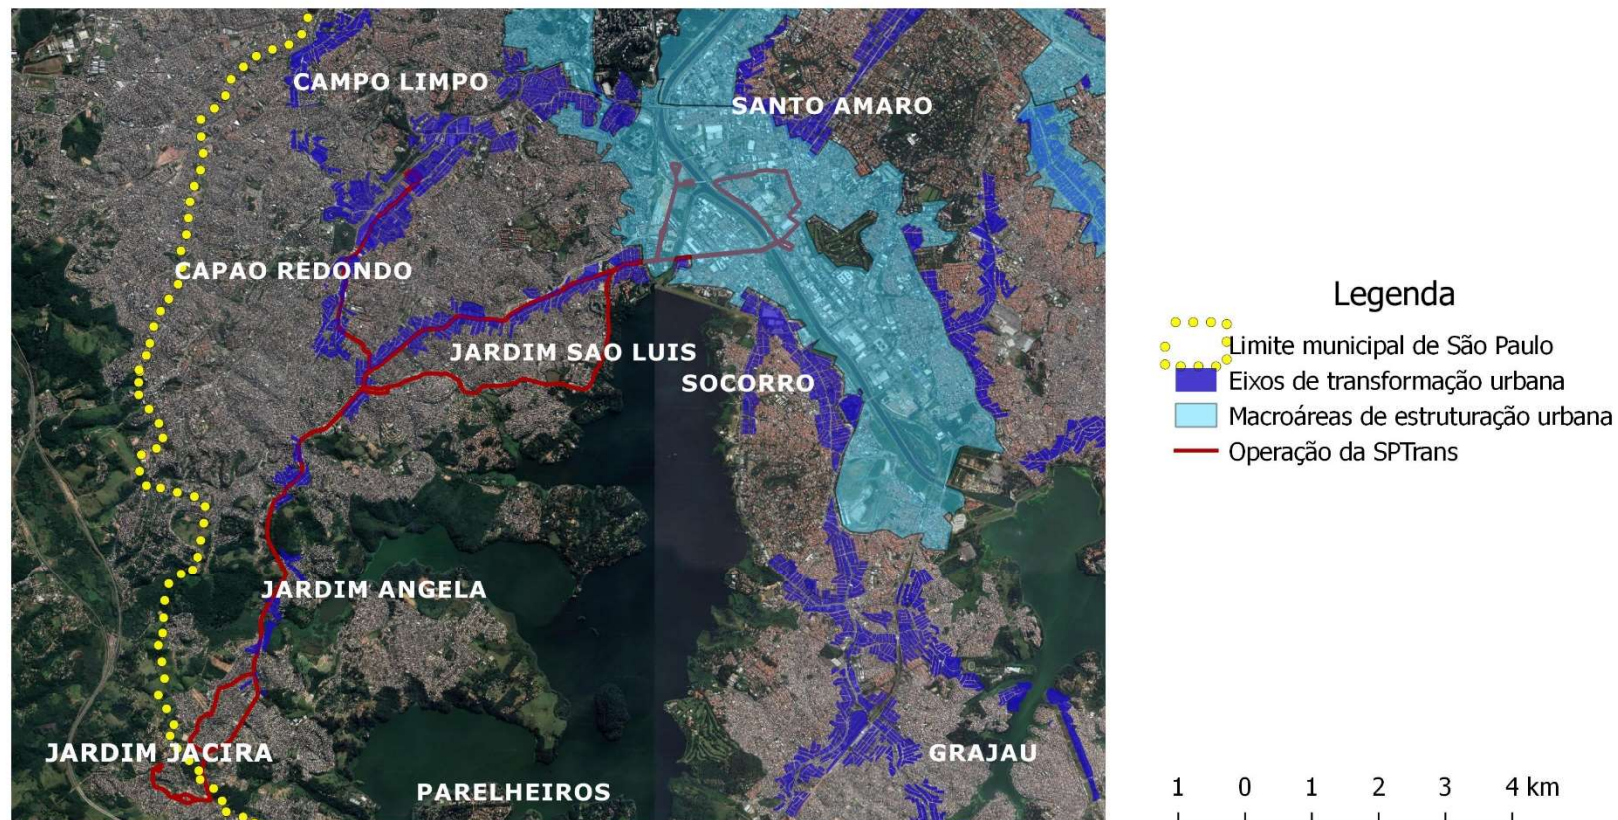 CAMPO LIMPO
SANTO AMARO
CAPAO REDONDO
JARDIM SAO LUIS
SOCORRO
JARDIM ANGELA
JARDIM JACIRA
GRAJAU
PARELHEIROS
Legenda
Limite municipal de São Paulo
Eixos de transformação urbana
Macroáreas de estruturação urbana
Operação da SPTrans
1 0 1 2 3 4 km